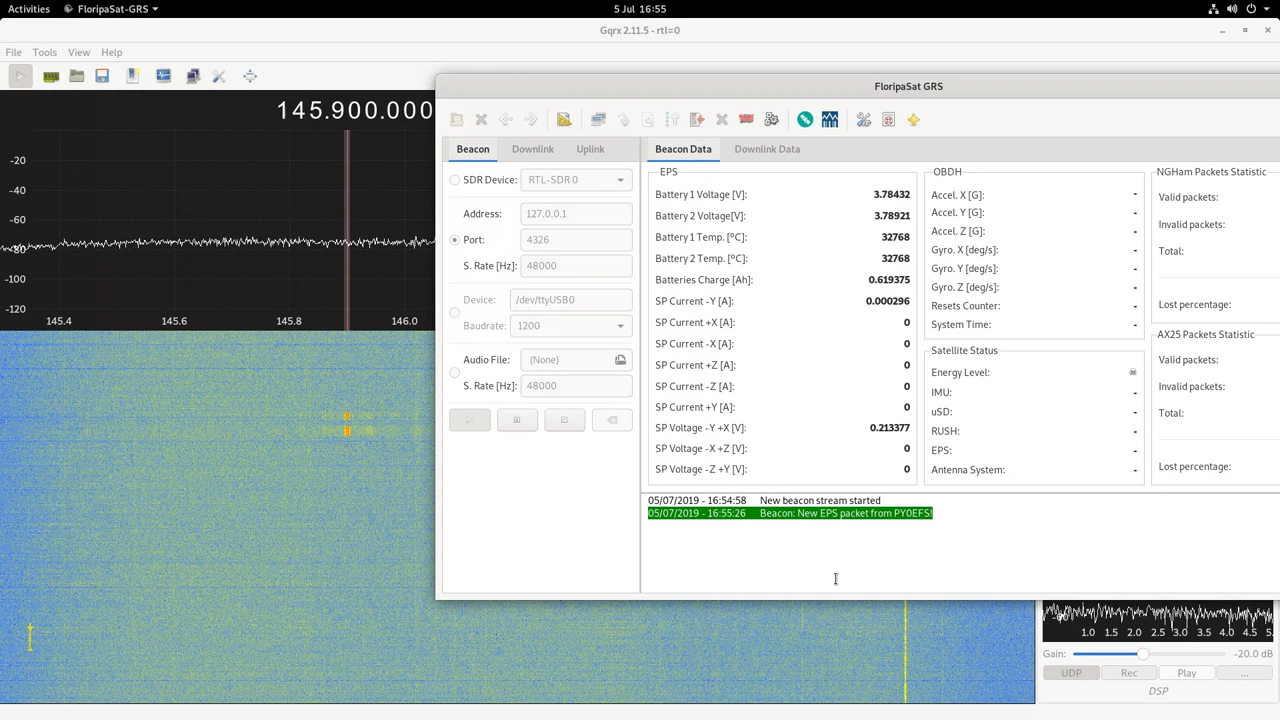 Activities FloripaSat-GRS 5 Jul 16:55
Gqrx 2.11.5 - rtl=0
File Tools View Help
145.900.000
-20
-40
-60
-80
-100
-120
145.4 145.6 145.8 146.0
FloripaSat GRS
Beacon Downlink Uplink
SDR Device: RTL-SDR 0
Address: 127.0.0.1
Port: 4326
S. Rate [Hz]: 48000
Device: /dev/ttyUSB0
Baudrate: 1200
Audio File: (None)
S. Rate [Hz]: 48000
Beacon Data Downlink Data
EPS
Battery 1 Voltage [V]: 3.78432
Battery 2 Voltage[V]: 3.78921
Battery 1 Temp. [ºC]: 32768
Battery 2 Temp. [ºC]: 32768
Batteries Charge [Ah]: 0.619375
SP Current -Y [A]: 0.000296
SP Current +X [A]: 0
SP Current -X [A]: 0
SP Current +Z [A]: 0
SP Current -Z [A]: 0
SP Current +Y [A]: 0
SP Voltage -Y +X [V]: 0.213377
SP Voltage -X +Z [V]: 0
SP Voltage -Z +Y [V]: 0
OBDH
Accel. X [G]: -
Accel. Y [G]: -
Accel. Z [G]: -
Gyro. X [deg/s]: -
Gyro. Y [deg/s]: -
Gyro. Z [deg/s]: -
Resets Counter: -
System Time: -
Satellite Status
Energy Level: ☠
IMU: -
uSD: -
RUSH: -
EPS: -
Antenna System: -
NGHam Packets Statistic
Valid packets:
Invalid packets:
Total:
Lost percentage:
AX25 Packets Statistic
Valid packets:
Invalid packets:
Total:
Lost percentage:
05/07/2019 - 16:54:58 New beacon stream started
05/07/2019 - 16:55:26 Beacon: New EPS packet from PY0EFS!
1.0 1.5 2.0 2.5 3.0 3.5 4.0 4.5 5.
Gain: -20.0 dB
UDP Rec Play ...
DSP